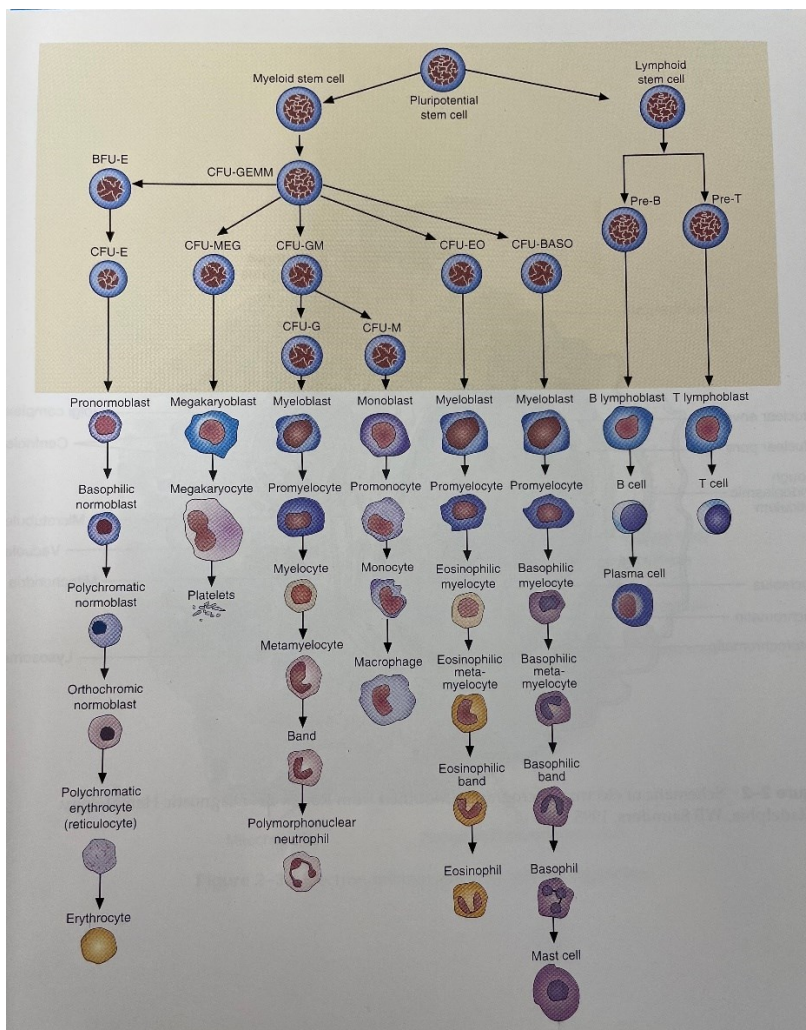 Myeloid stem cell
Pluripotential
stem cell
Lymphoid
stem cell
BFU-E
CFU-GEMM
Pre-B
Pre-T
CFU-E
CFU-MEG
CFU-GM
CFU-EO
CFU-BASO
CFU-G
CFU-M
Pronormoblast
Megakaryoblast
Myeloblast
Monoblast
Myeloblast
Myeloblast
B lymphoblast
T lymphoblast
Basophilic
normoblast
Megakaryocyte
Promyelocyte
Promonocyte
Promyelocyte
Promyelocyte
B cell
T cell
Polychromatic
normoblast
Platelets
Myelocyte
Monocyte
Eosinophilic
myelocyte
Basophilic
myelocyte
Plasma cell
Orthochromic
normoblast
Metamyelocyte
Macrophage
Eosinophilic
meta-
myelocyte
Basophilic
meta-
myelocyte
Polychromatic
erythrocyte
(reticulocyte)
Band
Eosinophilic
band
Basophilic
band
Polymorphonuclear
neutrophil
Eosinophil
Basophil
Erythrocyte
Mast cell